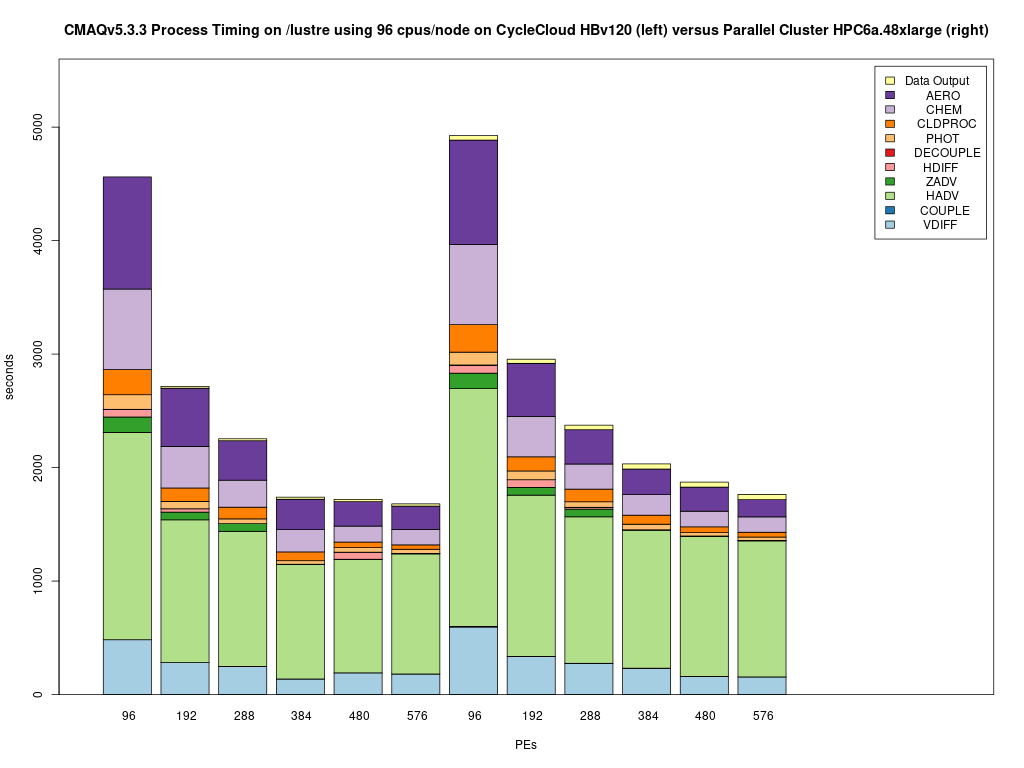 CMAQv5.3.3 Process Timing on /lustre using 96 cpus/node on CycleCloud HBv120 (left) versus Parallel Cluster HPC6a.48xlarge (right)
Data Output
AERO
CHEM
CLDPROC
PHOT
DECOUPLE
HDIFF
ZADV
HADV
COUPLE
VDIFF
5000
4000
3000
2000
1000
0
seconds
96 192 288 384 480 576 96 192 288 384 480 576
PEs